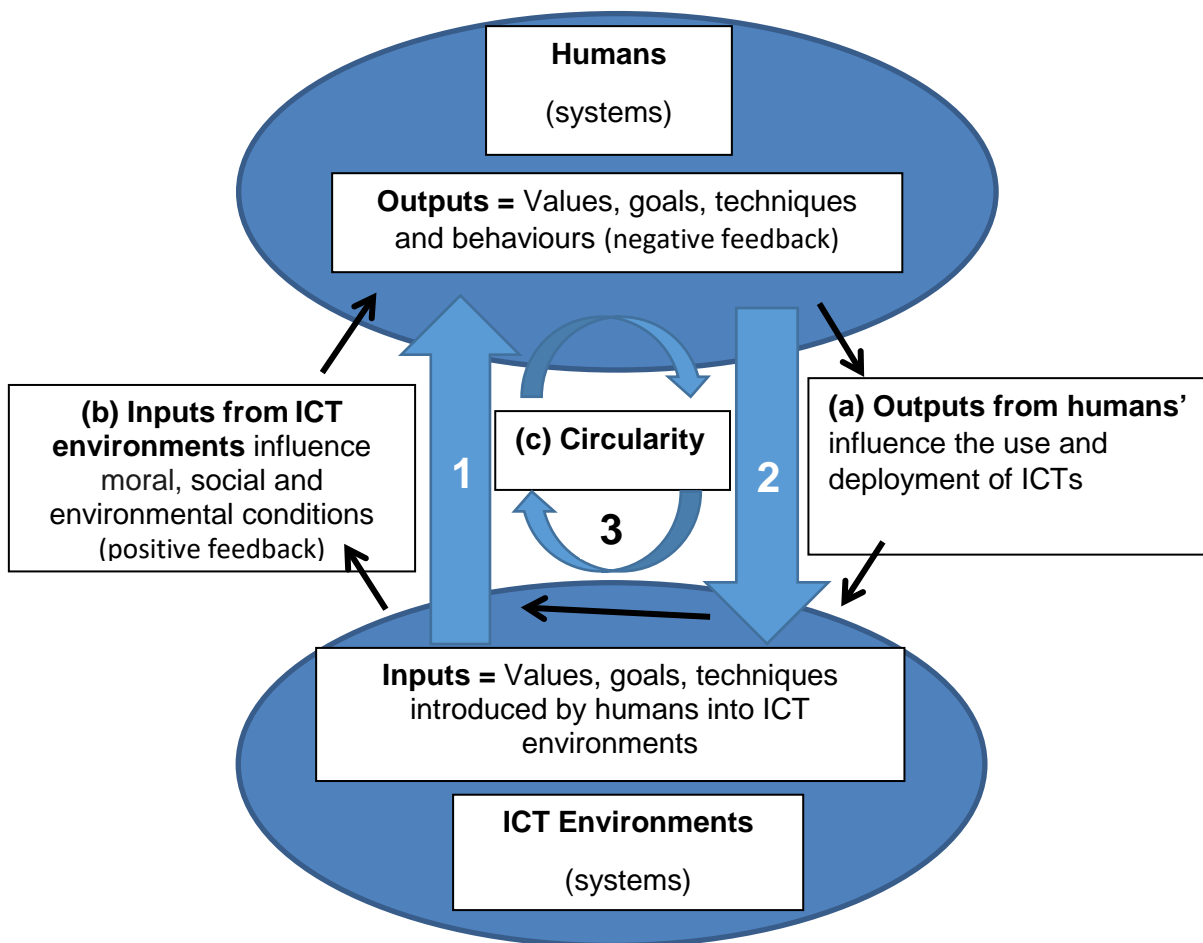 Humans
(systems)
Outputs = Values, goals, techniques
and behaviours (negative feedback)
(b) Inputs from ICT
environments influence
moral, social and
environmental conditions
(positive feedback)
1
(c) Circularity
3
2
(a) Outputs from humans’
influence the use and
deployment of ICTs
Inputs = Values, goals, techniques
introduced by humans into ICT
environments
ICT Environments
(systems)